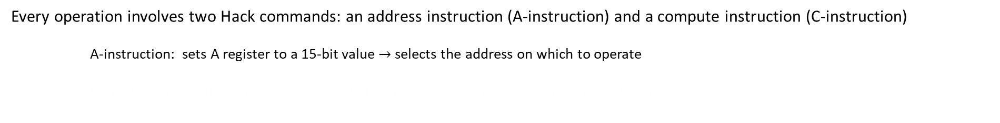 Every operation involves two Hack commands: an address instruction (A-instruction) and a compute instruction (C-instruction)
A-instruction: sets A register to a 15-bit value → selects the address on which to operate